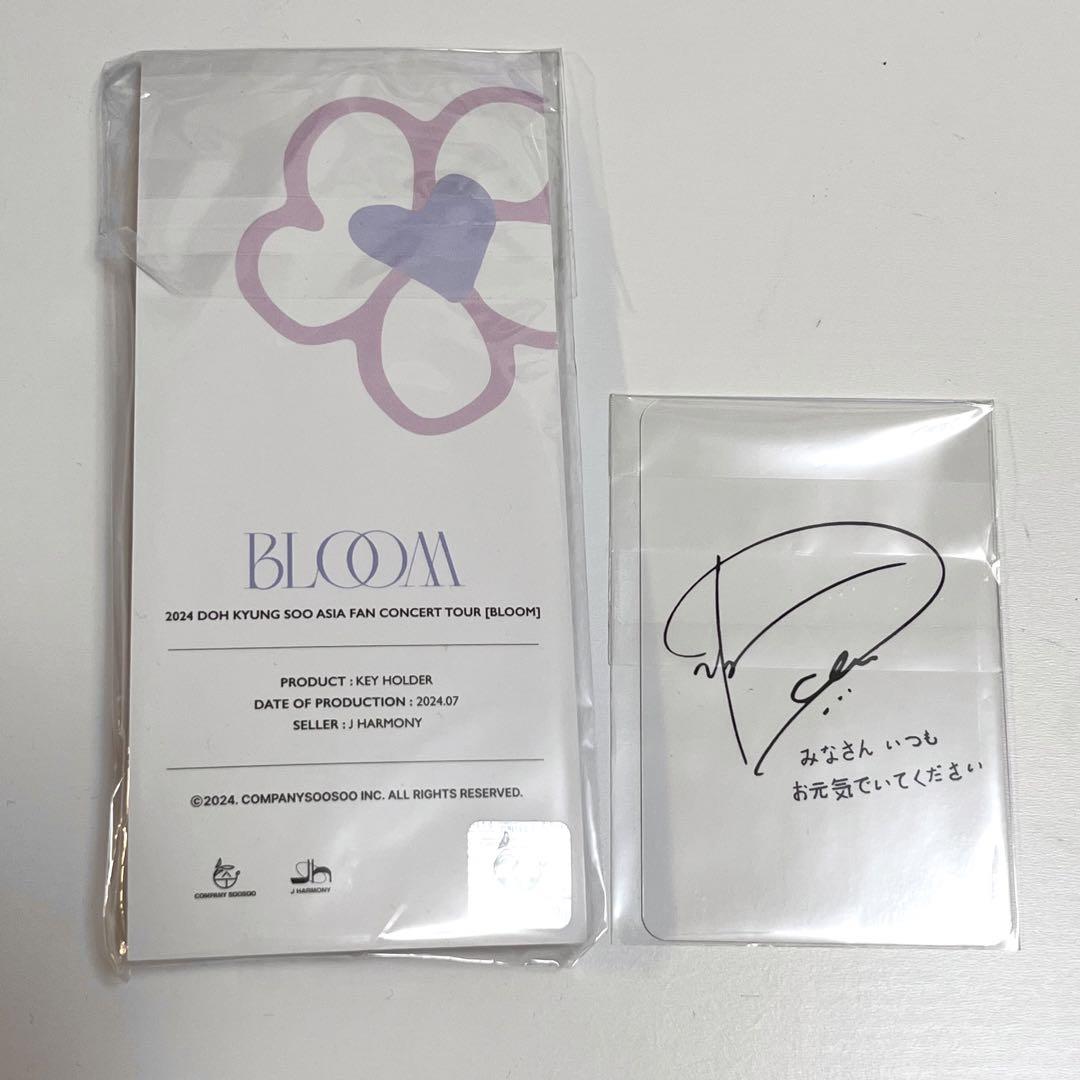 BLOOM
2024 DOH KYUNG SOO ASIA FAN CONCERT TOUR [BLOOM]
PRODUCT : KEY HOLDER
DATE OF PRODUCTION : 2024.07
SELLER : J HARMONY
©2024. COMPANYSOOSOO INC. ALL RIGHTS RESERVED.
COMPANY SOOSOO
J HARMONY
みなさん いつも
お元気でいてください